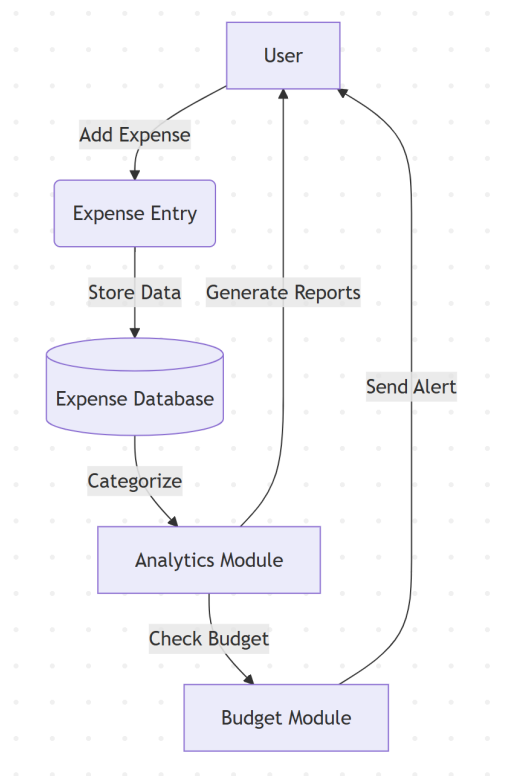 User
Add Expense
Expense Entry
Store Data
Generate Reports
Send Alert
Expense Database
Categorize
Analytics Module
Check Budget
Budget Module